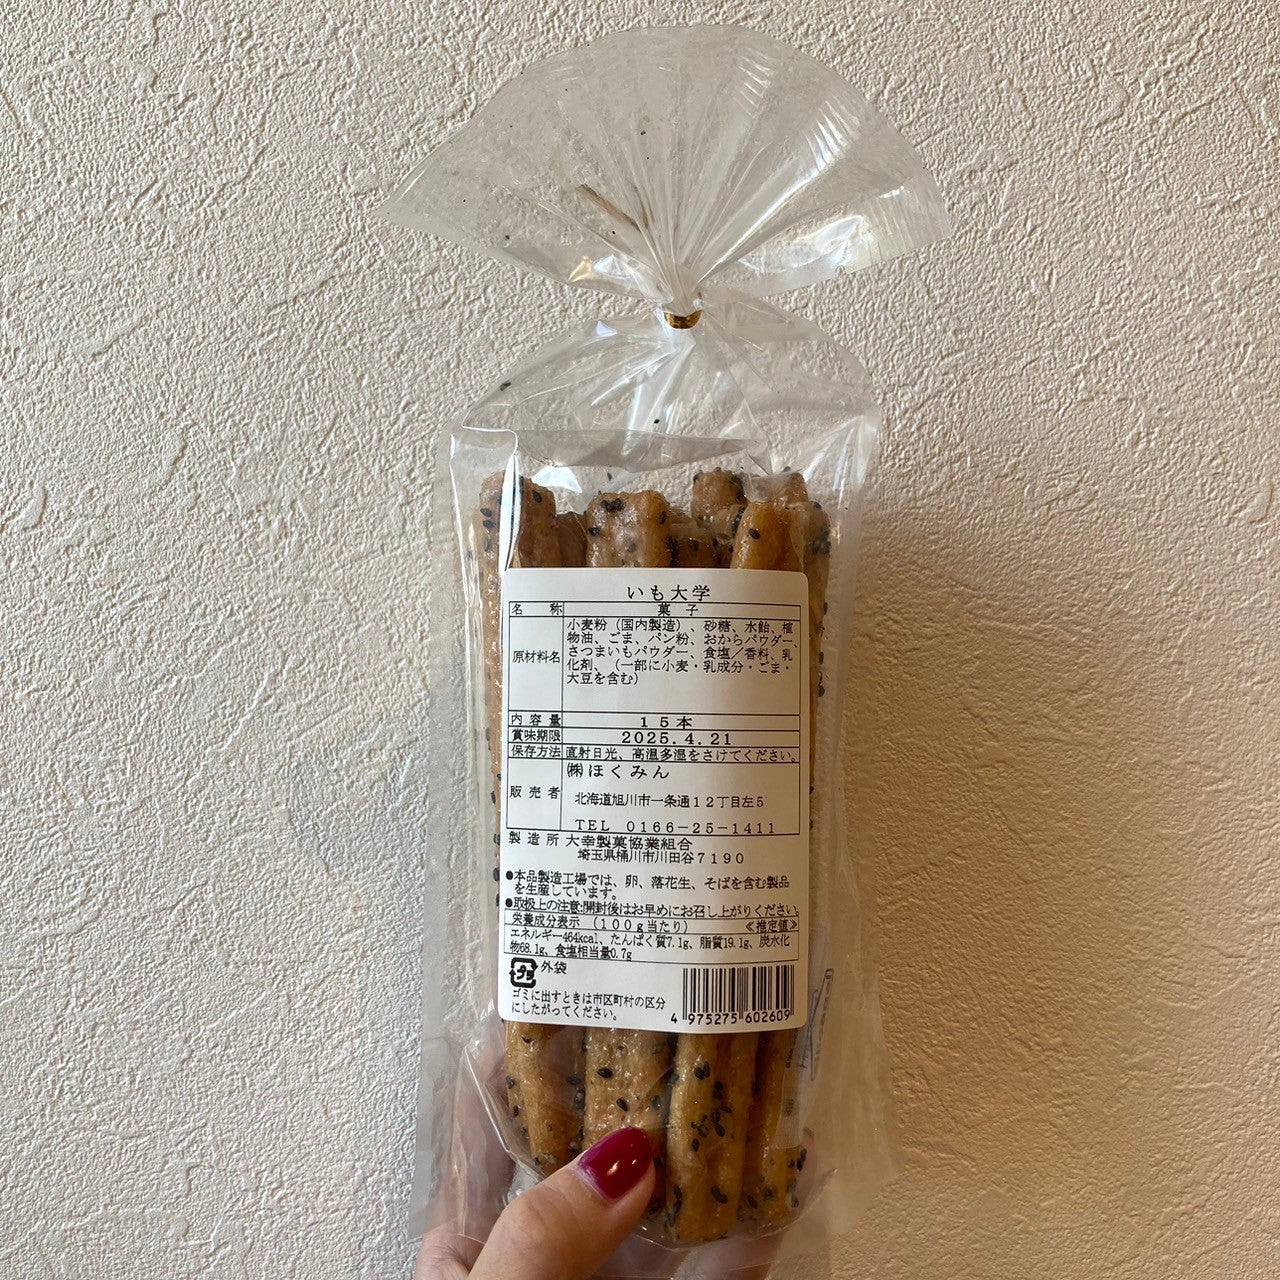 いも大学
名称 菓子
原材料名 小麦粉（国内製造）、砂糖、水飴、植
物油、ごま、パン粉、おからパウダー、
さつまいもパウダー、食塩／香料、乳
化剤、（一部に小麦・乳成分・ごま・
大豆を含む）
内容量 １５本
賞味期限 2025.4.21
保存方法 直射日光、高温多湿をさけてください。
販売者 ㈱ほくみん
北海道旭川市一条通１２丁目左５
TEL 0166-25-1411
製造所 大幸製菓協業組合
埼玉県桶川市川田谷７１９０
●本品製造工場では、卵、落花生、そばを含む製品
を生産しています。
●取扱上の注意:開封後はお早めにお召し上がりください。
栄養成分表示 （100g当たり） ≪推定値≫
エネルギー464kcal、たんぱく質7.1g、脂質19.1g、炭水化
物68.1g、食塩相当量0.7g
プラ 外袋
ゴミに出すときは市区町村の区分
にしたがってください。
4 975275 602609